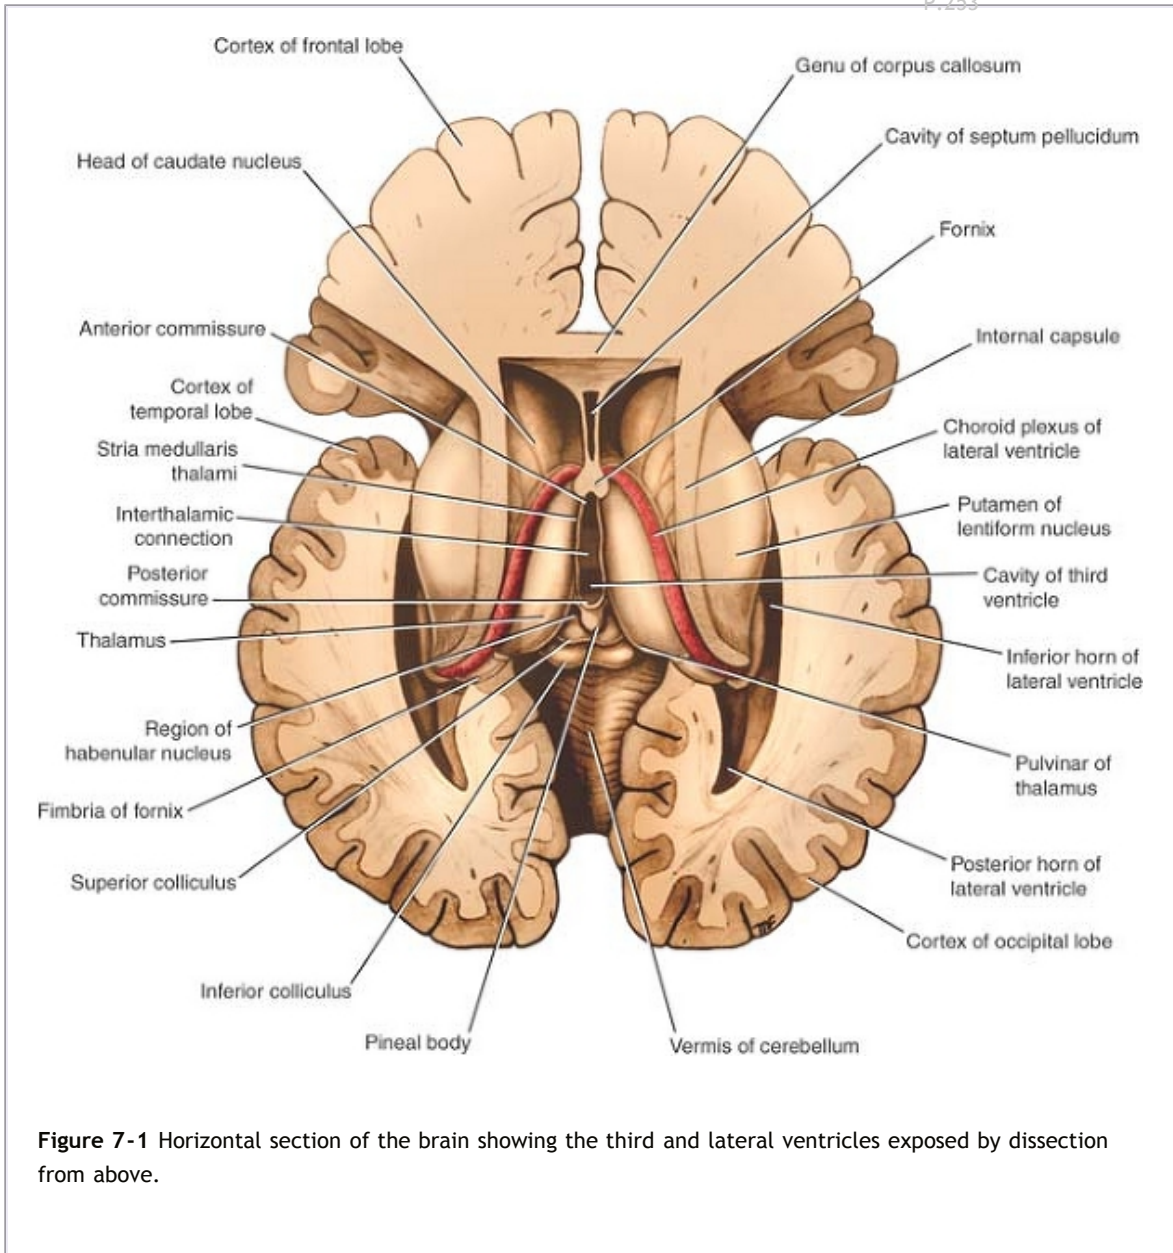 P.253
Cortex of frontal lobe
Genu of corpus callosum
Cavity of septum pellucidum
Head of caudate nucleus
Fornix
Anterior commissure
Internal capsule
Cortex of
temporal lobe
Choroid plexus of
lateral ventricle
Stria medullaris
thalami
Putamen of
lentiform nucleus
Interthalamic
connection
Posterior
commissure
Cavity of third
ventricle
Thalamus
Inferior horn of
lateral ventricle
Region of
habenular nucleus
Pulvinar of
thalamus
Fimbria of fornix
Superior colliculus
Posterior horn of
lateral ventricle
Cortex of occipital lobe
Inferior colliculus
Pineal body
Vermis of cerebellum
Figure 7-1 Horizontal section of the brain showing the third and lateral ventricles exposed by dissection
from above.